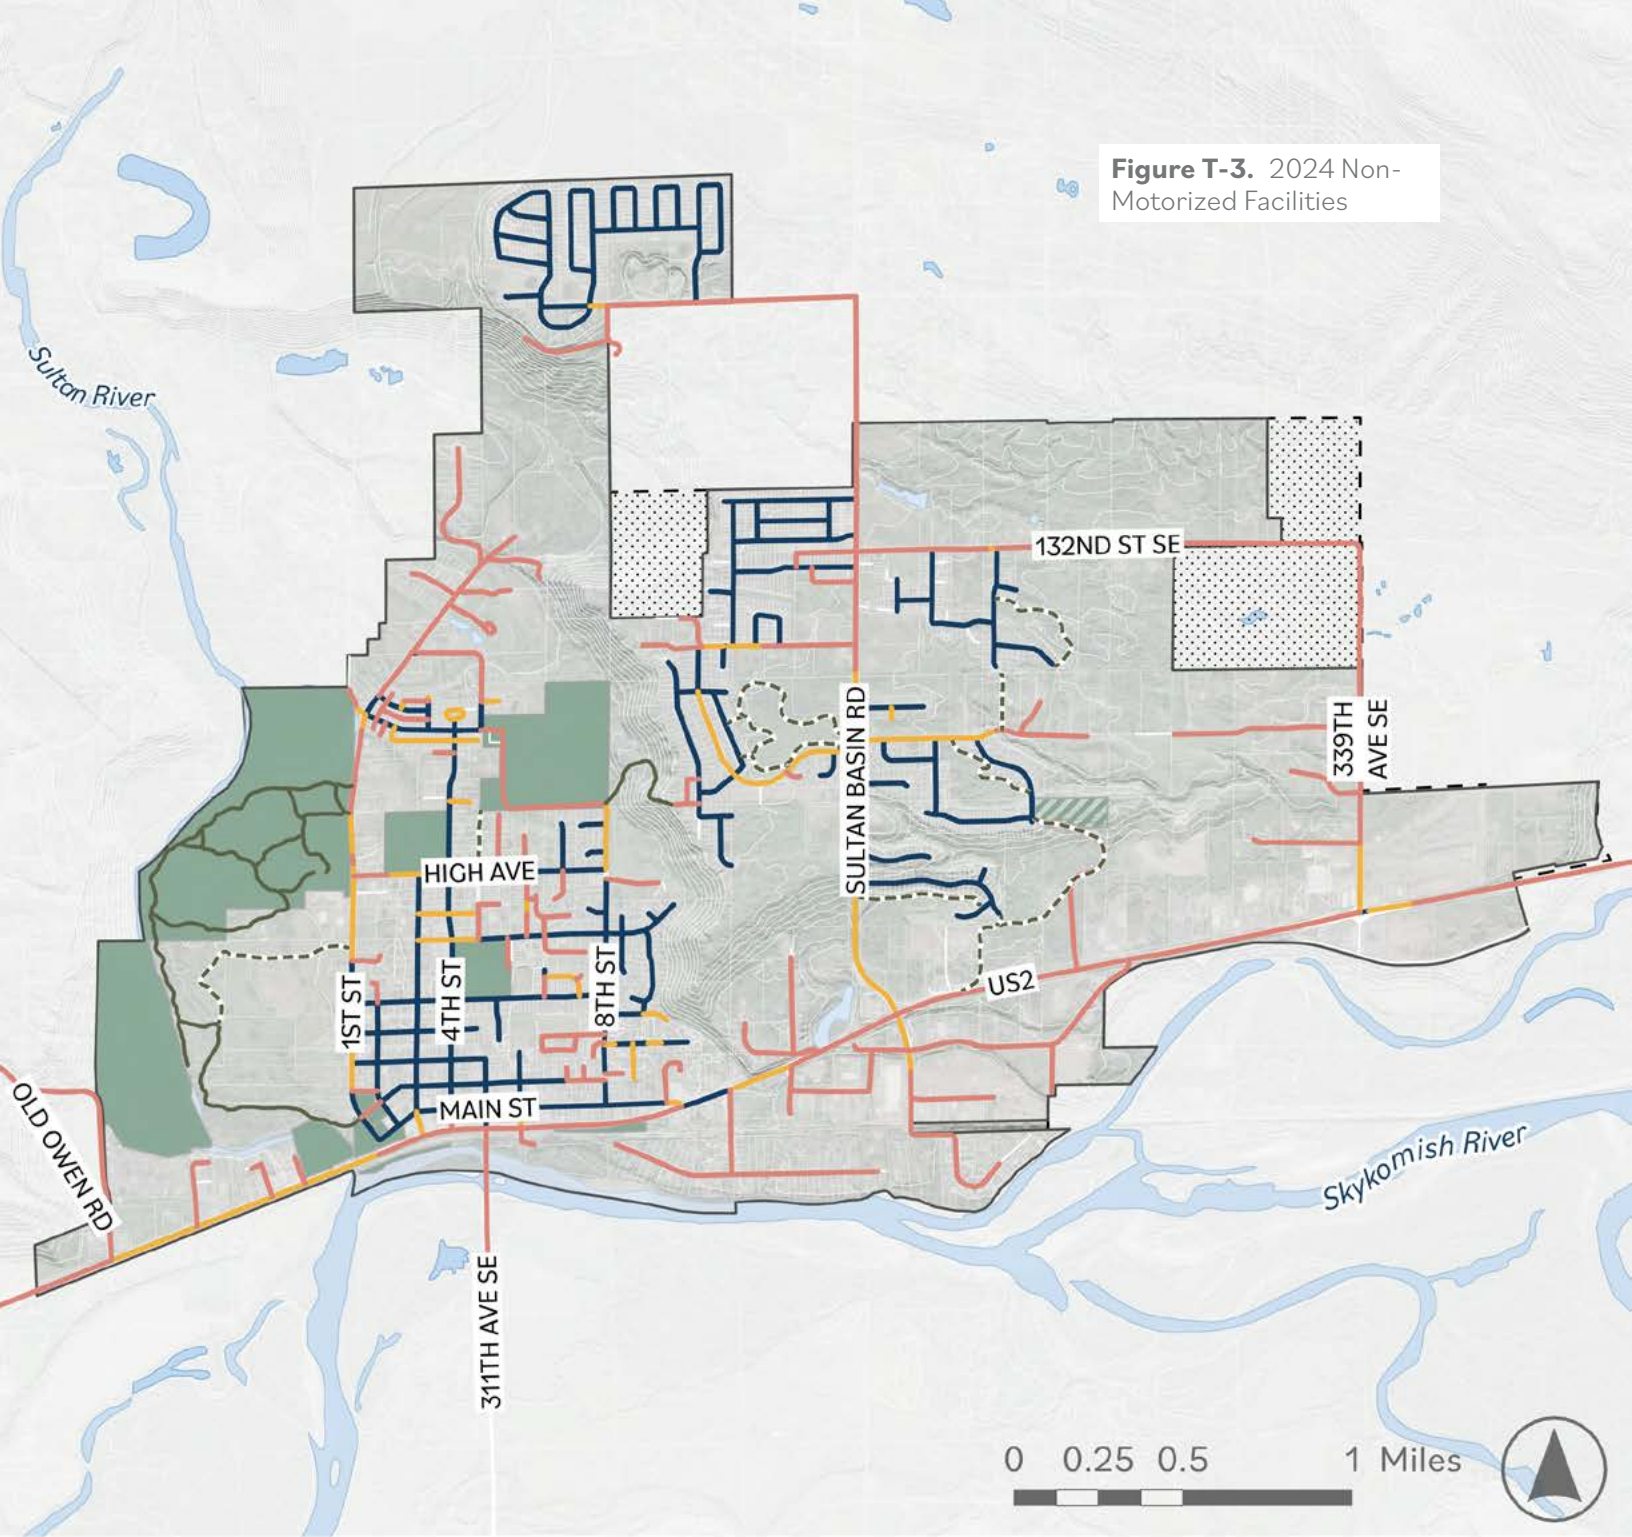 Figure T-3. 2024 Non-
Motorized Facilities
Sultan River
132ND ST SE
SULTAN BASIN RD
339TH
AVE SE
HIGH AVE
1ST ST
4TH ST
8TH ST
US2
MAIN ST
OLD OWEN RD
Skykomish River
311TH AVE SE
0 0.25 0.5 1 Miles